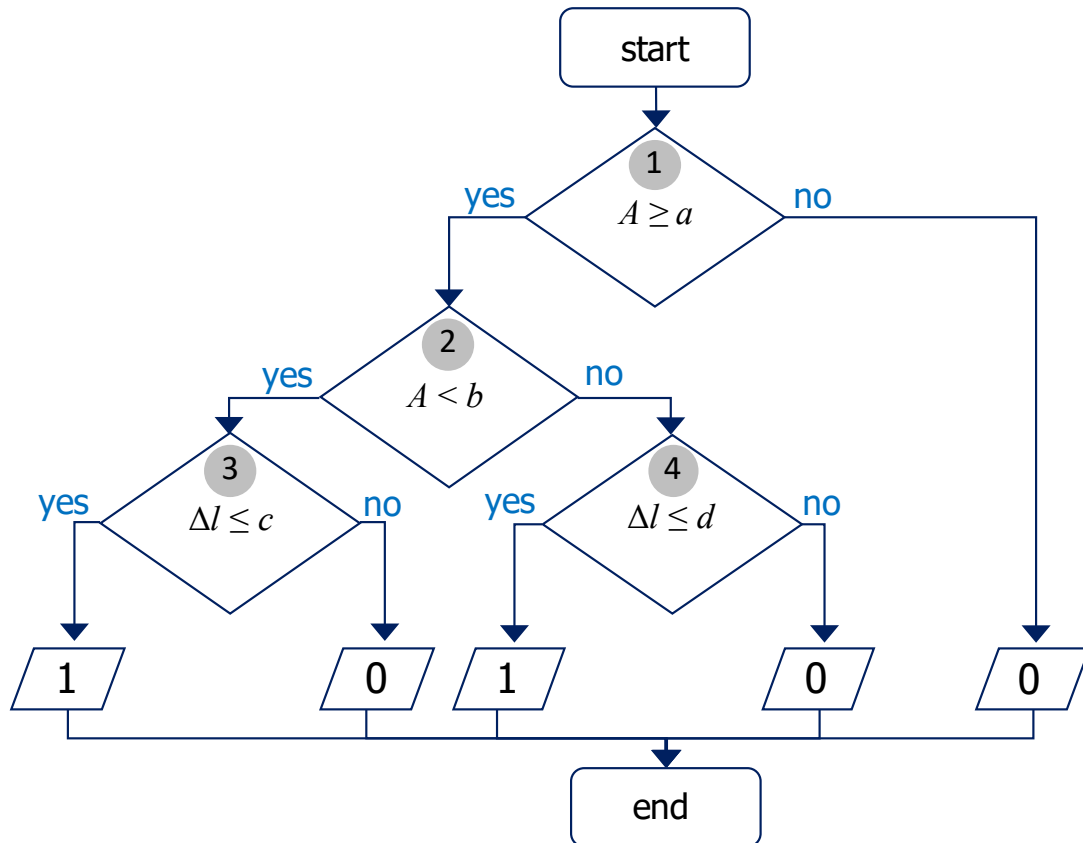 start
1
yes
no
A ≥ a
2
yes
no
A < b
3
4
yes
no
yes
no
Δl ≤ c
Δl ≤ d
1
0
1
0
0
end